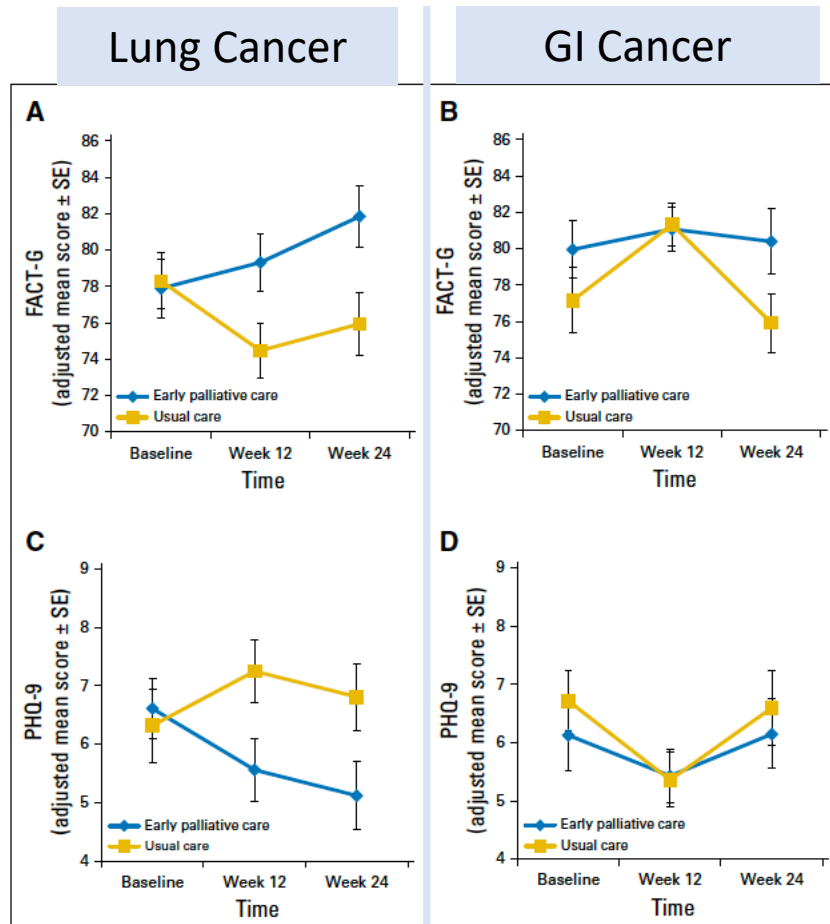 Lung Cancer
GI Cancer
A
86
84
82
80
78
76
74
72
70
FACT-G
(adjusted mean score ± SE)
Early palliative care
Usual care
Baseline Week 12 Week 24
Time
B
86
84
82
80
78
76
74
72
70
FACT-G
(adjusted mean score ± SE)
Early palliative care
Usual care
Baseline Week 12 Week 24
Time
C
9
8
7
6
5
4
PHQ-9
(adjusted mean score ± SE)
Early palliative care
Usual care
Baseline Week 12 Week 24
Time
D
9
8
7
6
5
4
PHQ-9
(adjusted mean score ± SE)
Early palliative care
Usual care
Baseline Week 12 Week 24
Time